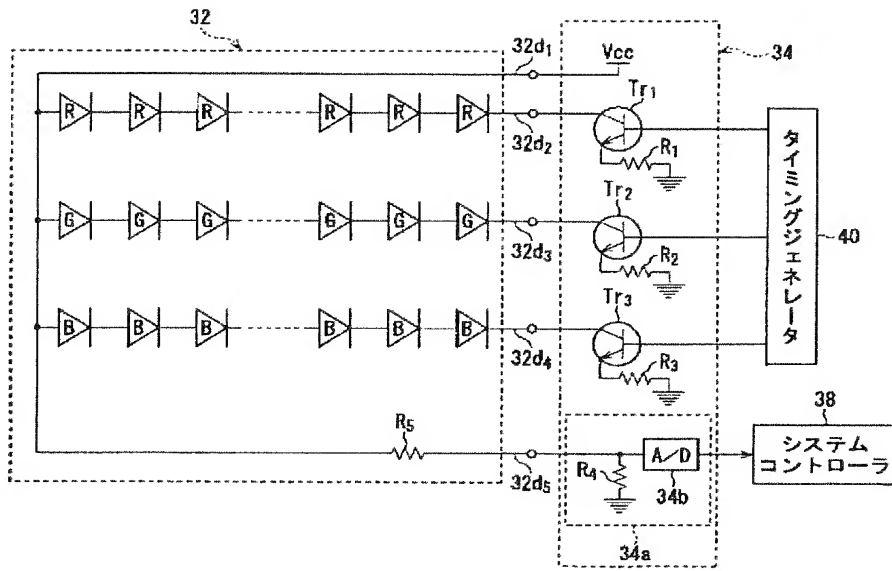 32
32d1
Vcc
34
R R R R R R
32d2
Tr1
R1
G G G G G G
32d3
Tr2
R2
B B B B B B
32d4
Tr3
R3
タイミングジェネレータ
40
R5
32d5
R4
A/D
34b
34a
38
システム
コントローラ